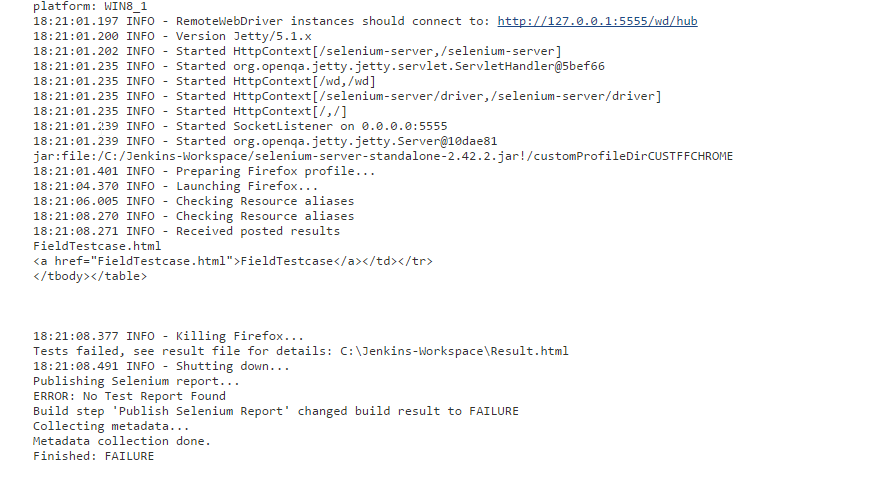 platform: WIN8_1
18:21:01.197 INFO - RemoteWebDriver instances should connect to: http://127.0.0.1:5555/wd/hub
18:21:01.200 INFO - Version Jetty/5.1.x
18:21:01.202 INFO - Started HttpContext[/selenium-server,/selenium-server]
18:21:01.235 INFO - Started org.openqa.jetty.jetty.servlet.ServletHandler@5bef66
18:21:01.235 INFO - Started HttpContext[/wd,/wd]
18:21:01.235 INFO - Started HttpContext[/selenium-server/driver,/selenium-server/driver]
18:21:01.235 INFO - Started HttpContext[/,/]
18:21:01.239 INFO - Started SocketListener on 0.0.0.0:5555
18:21:01.239 INFO - Started org.openqa.jetty.jetty.Server@10dae81
jar:file:/C:/Jenkins-Workspace/selenium-server-standalone-2.42.2.jar!/customProfileDirCUSTFFCHROME
18:21:01.401 INFO - Preparing Firefox profile...
18:21:04.370 INFO - Launching Firefox...
18:21:06.005 INFO - Checking Resource aliases
18:21:08.270 INFO - Checking Resource aliases
18:21:08.271 INFO - Received posted results
FieldTestcase.html
<a href="FieldTestcase.html">FieldTestcase</a></td></tr>
</tbody></table>
18:21:08.377 INFO - Killing Firefox...
Tests failed, see result file for details: C:\Jenkins-Workspace\Result.html
18:21:08.491 INFO - Shutting down...
Publishing Selenium report...
ERROR: No Test Report Found
Build step 'Publish Selenium Report' changed build result to FAILURE
Collecting metadata...
Metadata collection done.
Finished: FAILURE